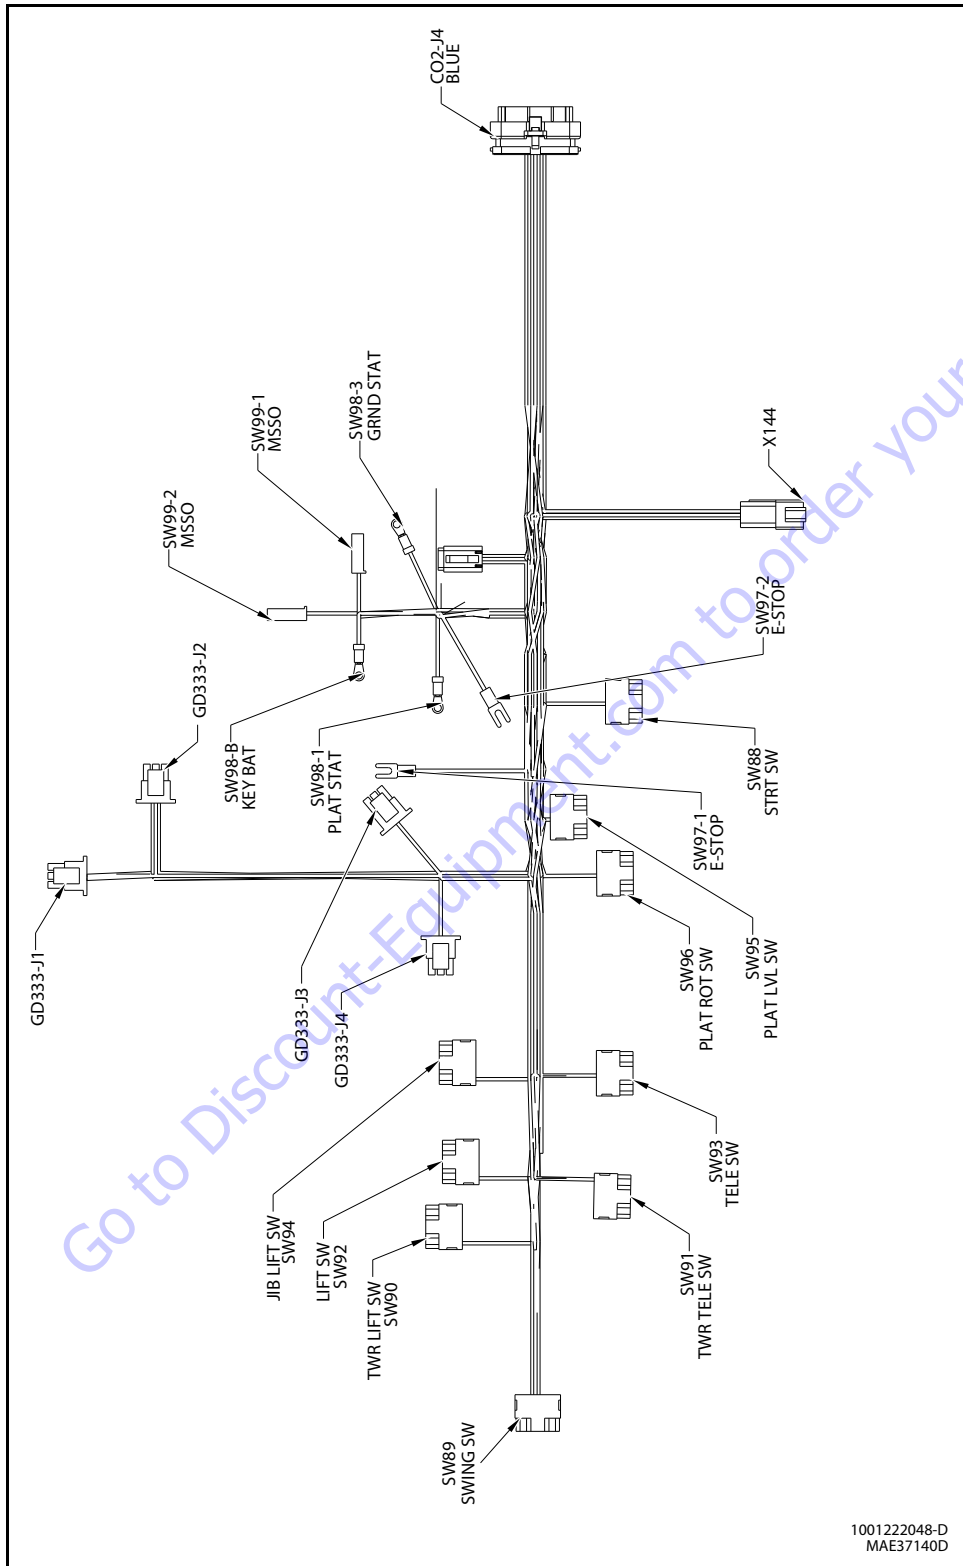 CO2-J4
BLUE
SW98-3
GRND STAT
SW99-1
MSSO
SW99-2
MSSO
X144
SW97-2
E-STOP
GD333-J2
SW98-B
KEY BAT
SW98-1
PLAT STAT
SW88
STRT SW
SW97-1
E-STOP
GD333-J1
GD333-J3
GD333-J4
SW95
PLAT LVL SW
SW96
PLAT ROT SW
JIB LIFT SW
SW94
LIFT SW
SW92
TWR LIFT SW
SW90
SW93
TELE SW
SW91
TWR TELE SW
SW89
SWING SW
Go to Discount-Equipment.com to order your
1001222048-D
MAE37140D